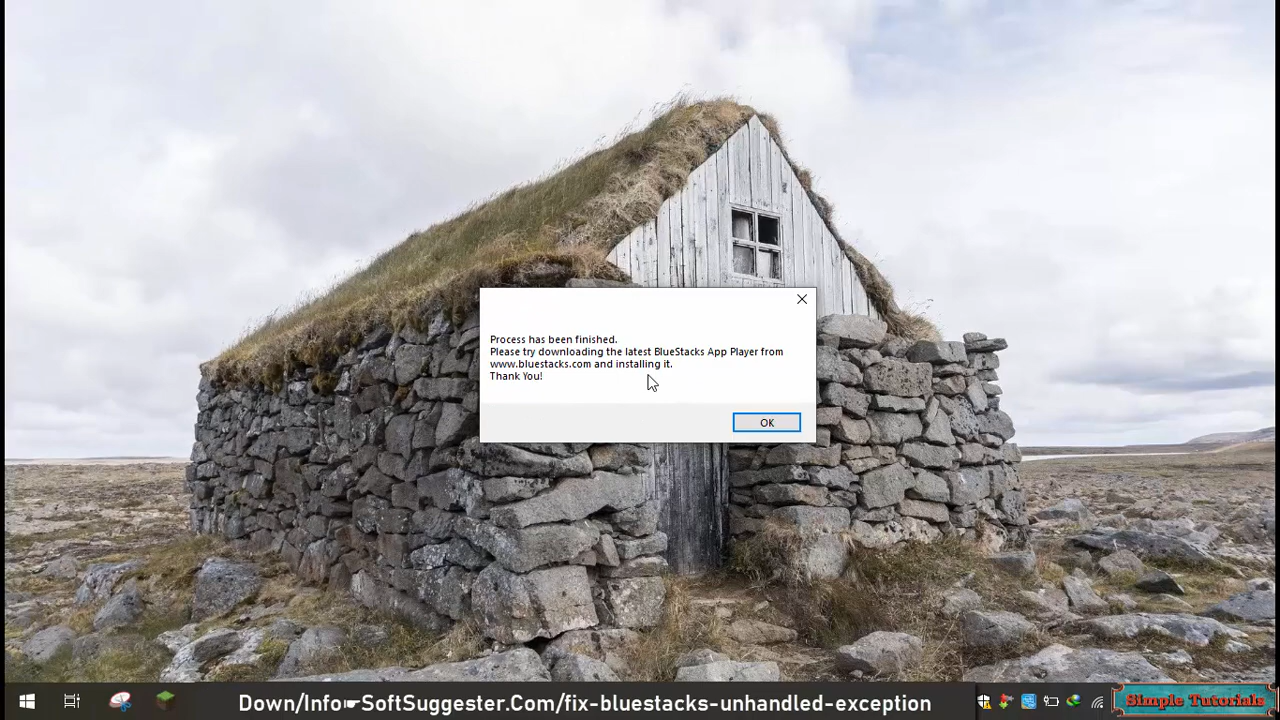 Process has been finished.
Please try downloading the latest BlueStacks App Player from
www.bluestacks.com and installing it.
Thank You!
OK
Down/Info☛SoftSuggester.Com/fix-bluestacks-unhandled-exception
Simple Tutorials